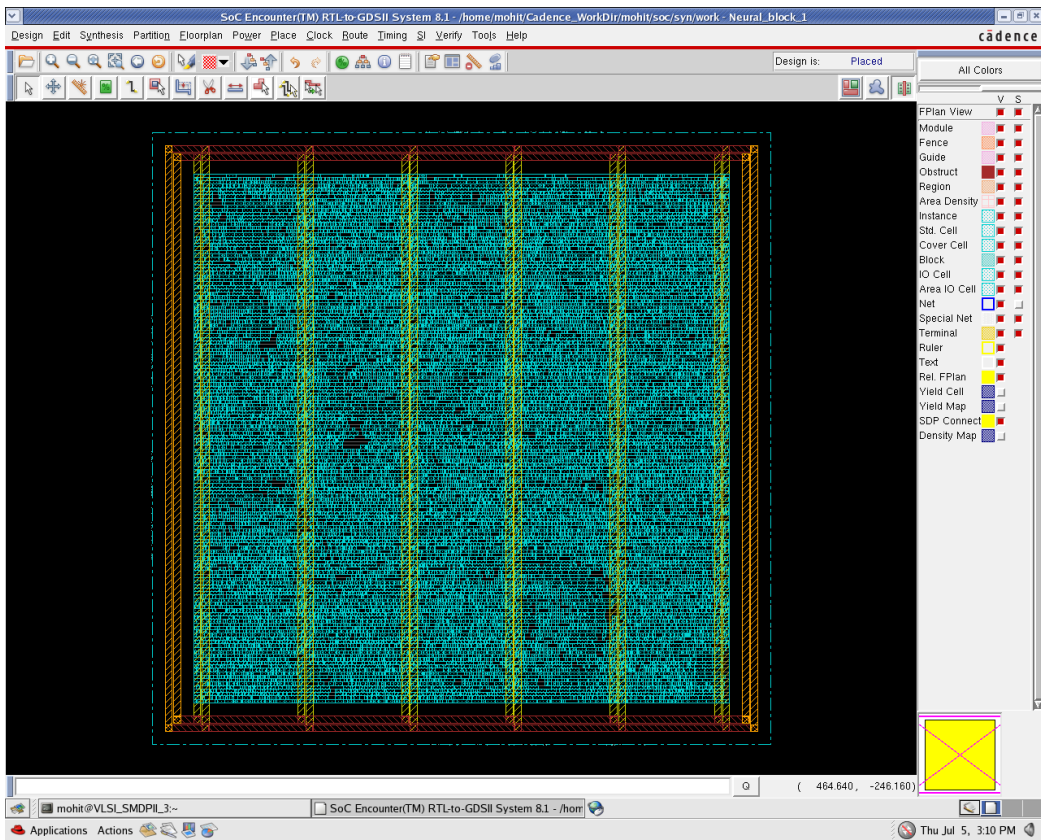 SoC Encounter(TM) RTL-to-GDSII System 8.1 - /home/mohit/Cadence_WorkDir/mohit/soc/syn/work - Neural_block_1
Design Edit Synthesis Partition Floorplan Power Place Clock Route Timing SI Verify Tools Help
cādence
Design is: Placed
All Colors
V S
FPlan View
Module
Fence
Guide
Obstruct
Region
Area Density
Instance
Std. Cell
Cover Cell
Block
IO Cell
Area IO Cell
Net
Special Net
Terminal
Ruler
Text
Rel. FPlan
Yield Cell
Yield Map
SDP Connect
Density Map
Q ( 464.640, -246.160)
mohit@VLSI_SMDPII_3:~ SoC Encounter(TM) RTL-to-GDSII System 8.1 - /hom
Applications Actions Thu Jul 5, 3:10 PM